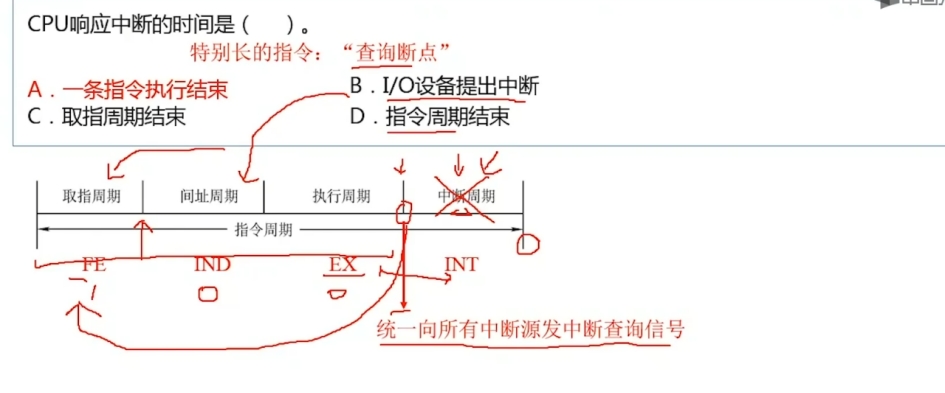 CPU响应中断的时间是（ ）。
特别长的指令：“查询断点”
A．一条指令执行结束
B．I/O设备提出中断
C．取指周期结束
D．指令周期结束
取指周期 间址周期 执行周期 中断周期
指令周期
FE IND EX INT
统一向所有中断源发中断查询信号